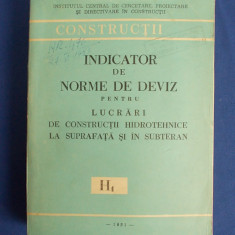 INSTITUTUL CENTRAL DE CERCETARE, PROIECTARE
ȘI DIRECTIVARE ÎN CONSTRUCȚII
CONSTRUCȚII
INDICATOR
DE
NORME DE DEVIZ
PENTRU
LUCRĂRI
DE CONSTRUCȚII HIDROTEHNICE
LA SUPRAFAȚĂ ȘI ÎN SUBTERAN
H1
— 1981 —